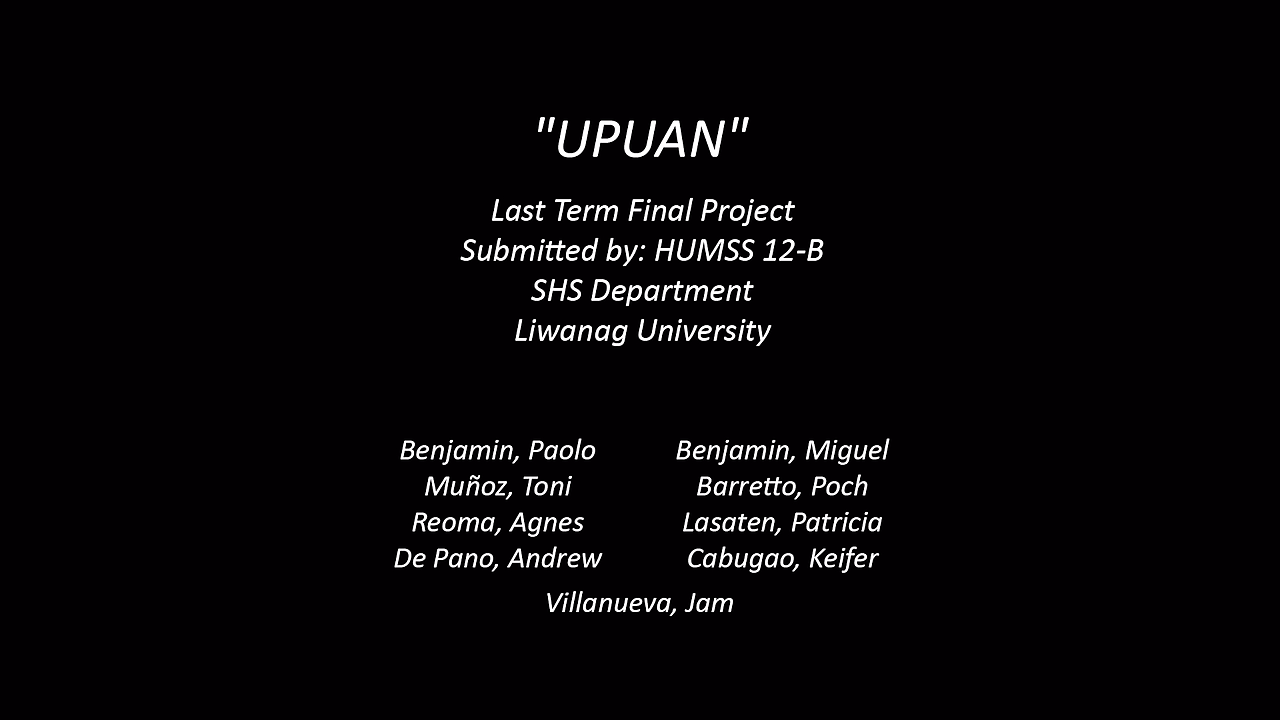 "UPUAN"
Last Term Final Project
Submitted by: HUMSS 12-B
SHS Department
Liwanag University
Benjamin, Paolo
Muñoz, Toni
Reoma, Agnes
De Pano, Andrew
Benjamin, Miguel
Barretto, Poch
Lasaten, Patricia
Cabugao, Keifer
Villanueva, Jam